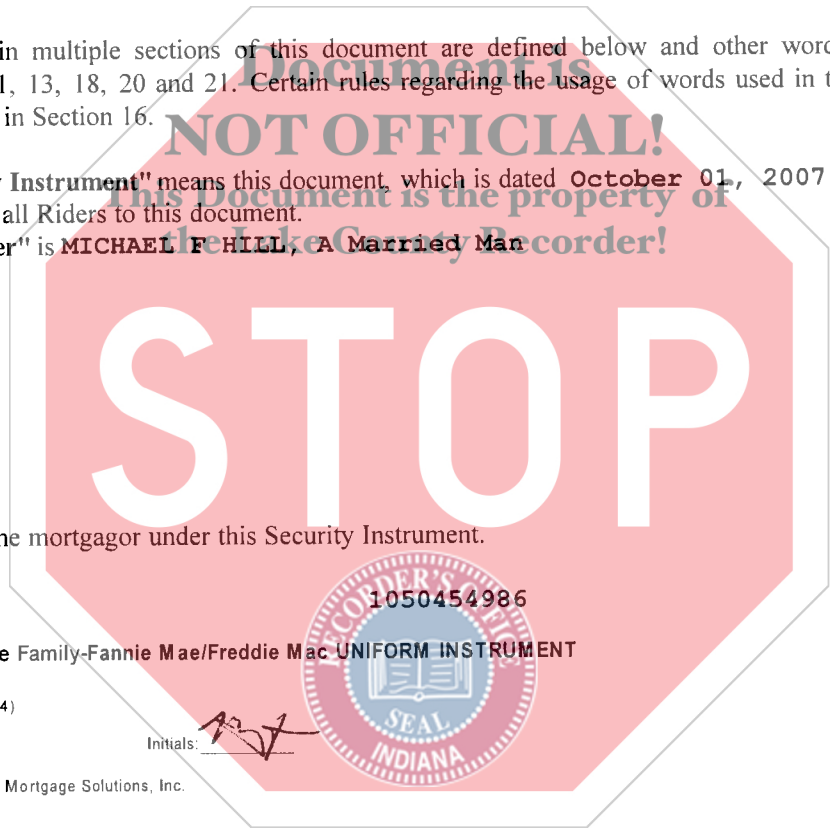 in multiple sections of this document are defined below and other word
1, 13, 18, 20 and 21. Certain rules regarding the usage of words used in t
in Section 16.
Document is
NOT OFFICIAL!
This Document is the property of
the Lake County Recorder!
Instrument" means this document, which is dated October 01, 2007
all Riders to this document.
er" is MICHAEL F HILL, A Married Man
STOP
he mortgagor under this Security Instrument.
1050454986
e Family-Fannie Mae/Freddie Mac UNIFORM INSTRUMENT
4)
Initials:
Mortgage Solutions, Inc.
RECORDER'S OFFICE
SEAL
INDIANA